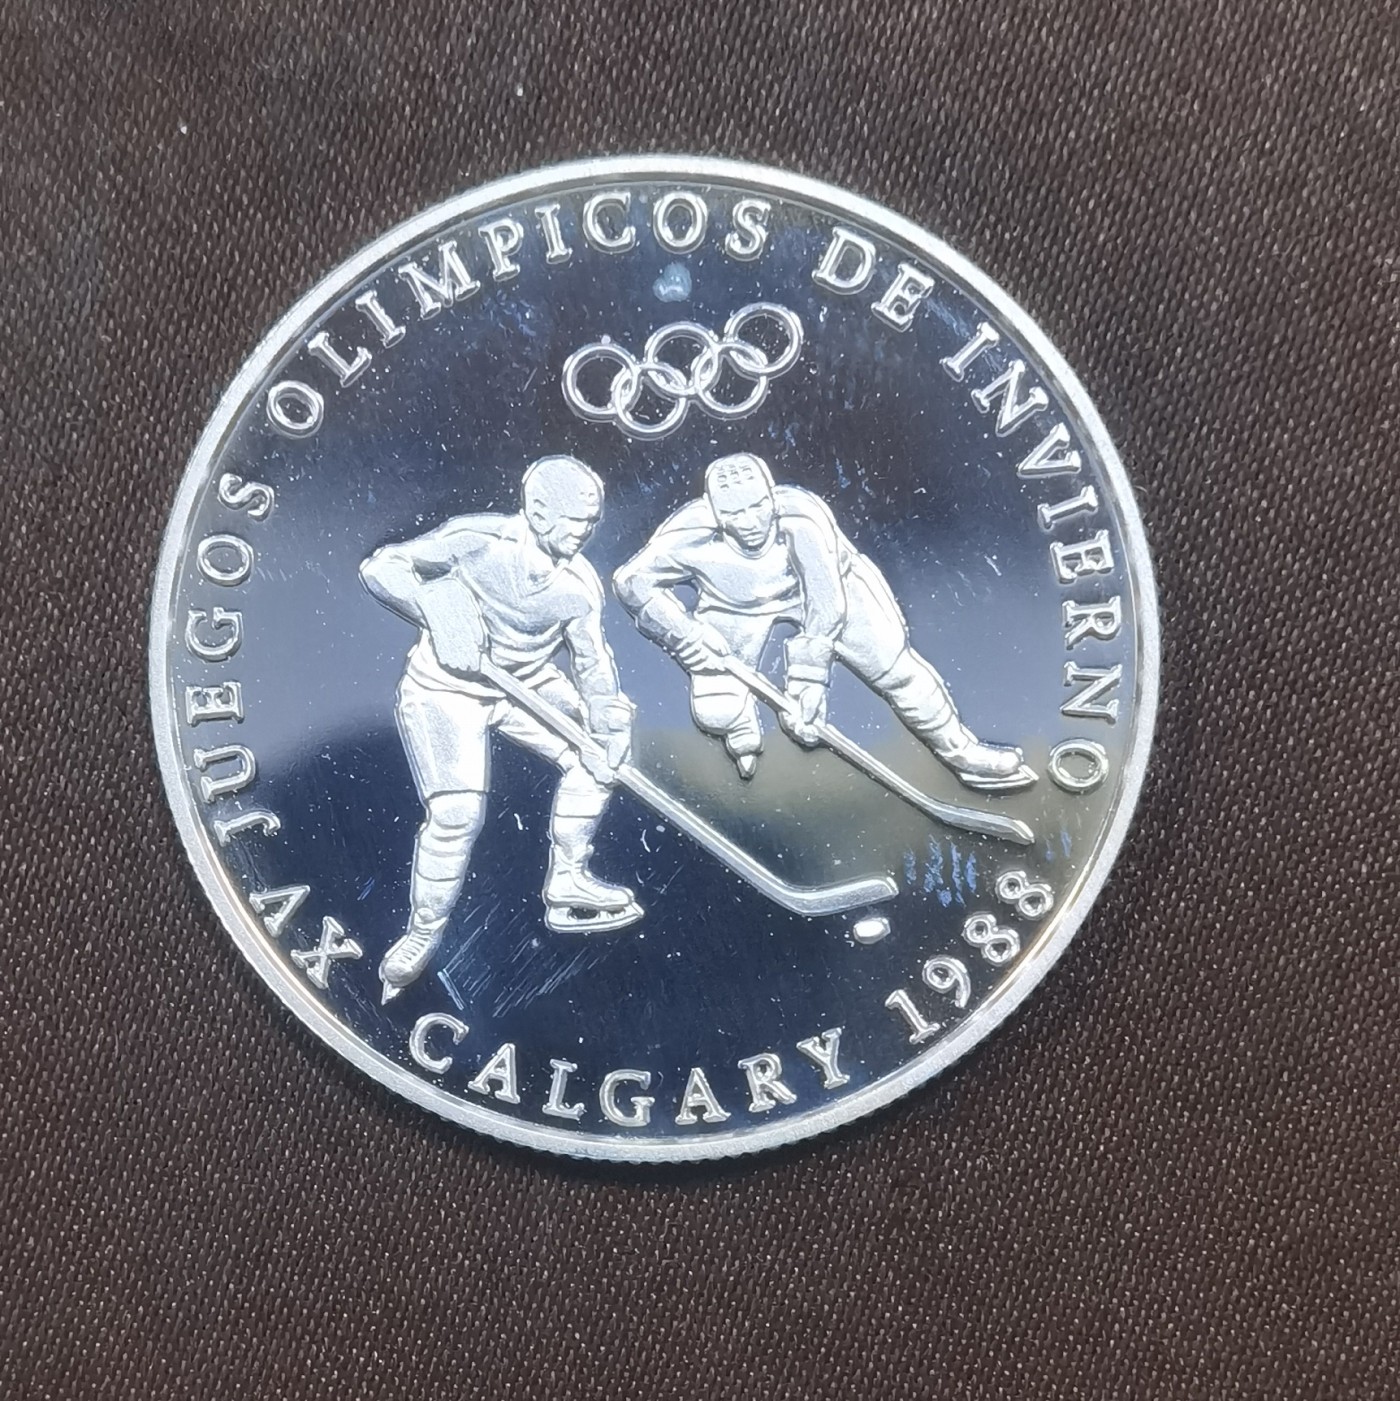 XV JUEGOS OLIMPICOS DE INVIERNO
CALGARY 1988